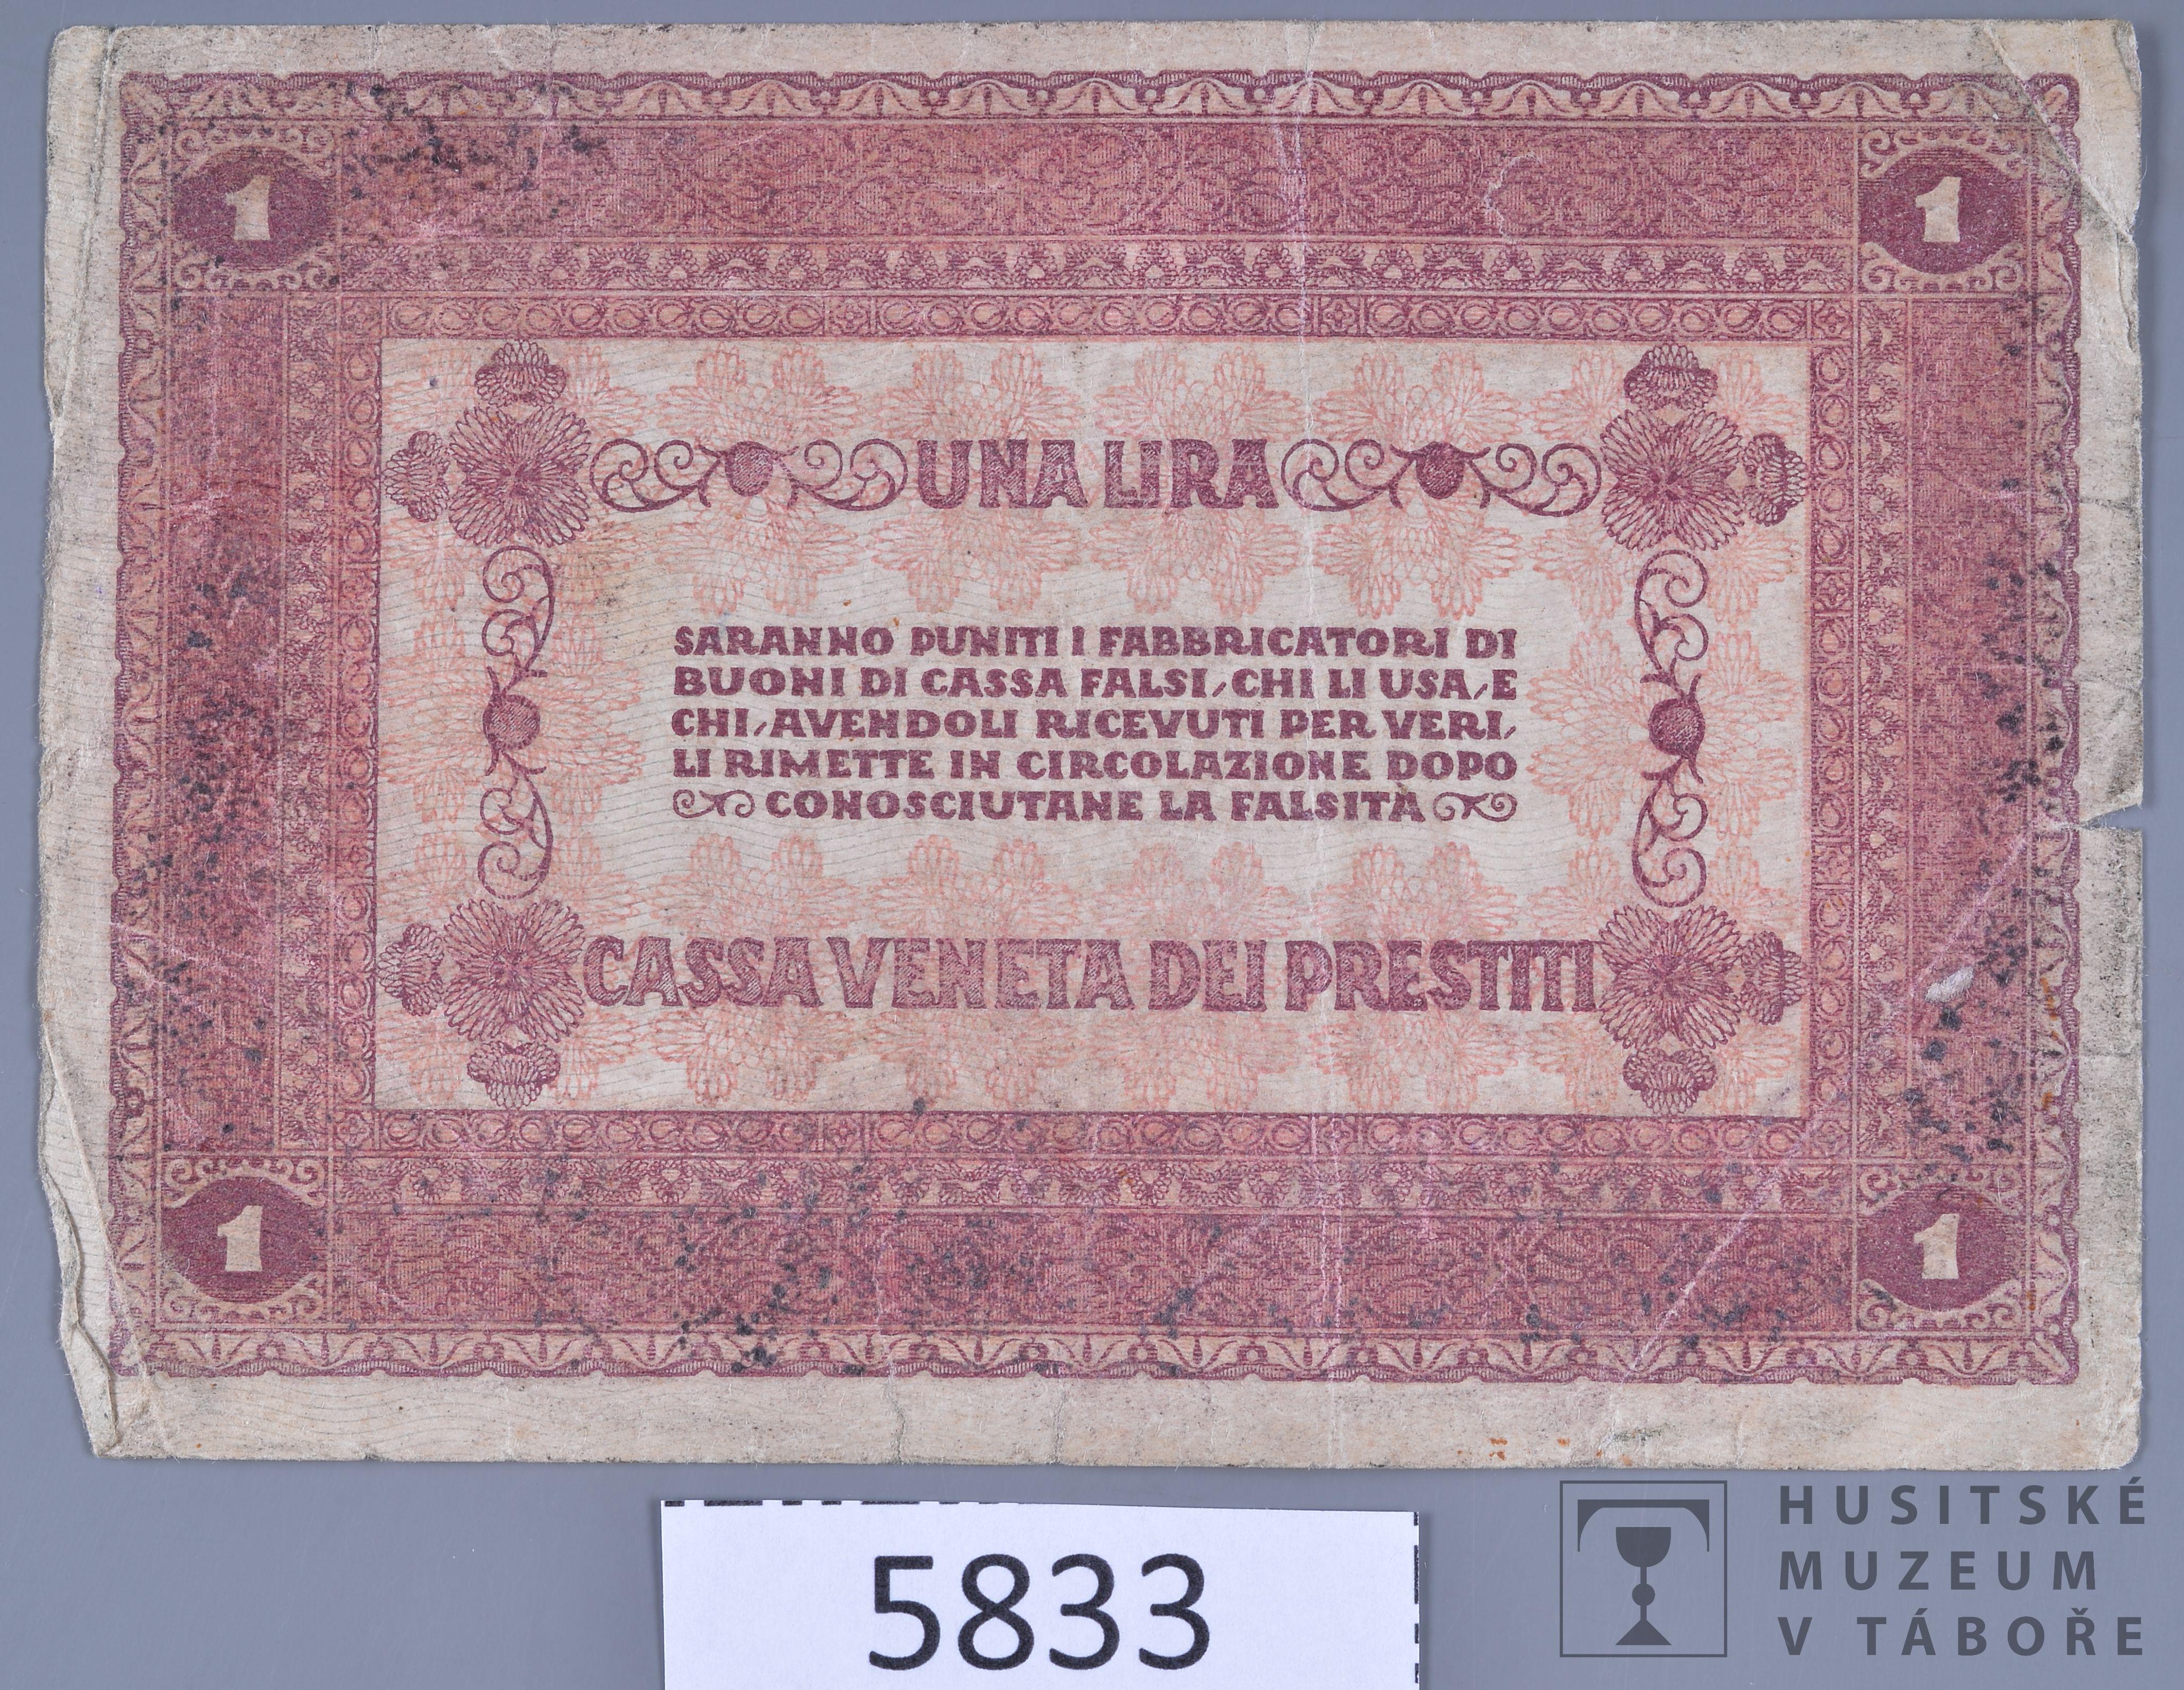 1 1
UNA LIRA
SARANNO PUNITI I FABBRICATORI DI
BUONI DI CASSA FALSI, CHI LI USA, E
CHI, AVENDOLI RICEVUTI PER VERI,
LI RIMETTE IN CIRCOLAZIONE DOPO
CONOSCIUTANE LA FALSITÀ
CASSA VENETA DEI PRESTITI
1 1
5833
HUSITSKÉ
MUZEUM
V TÁBOŘE